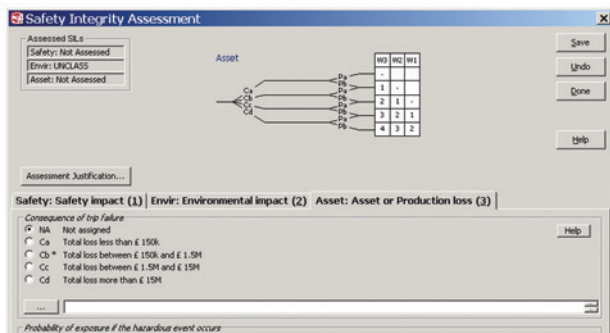 Safety Integrity Assessment
Assessed SILs
Safety: Not Assessed
Envir: UNCLASS
Asset: Not Assessed
Asset
W3 W2 W1
Ca
Cb
Cc
Cd
Pa -
Pb 1 -
Pa
Pb 2 1 -
Pa
Pb 3 2 1
Pa
Pb 4 3 2
Save
Undo
Done
Help
Assessment Justification...
Safety: Safety impact (1) Envir: Environmental impact (2) Asset: Asset or Production loss (3)
Consequence of trip failure
NA Not assigned
Help
Ca Total loss less than £ 150k
Cb * Total loss between £ 150k and £ 1.5M
Cc Total loss between £ 1.5M and £ 15M
Cd Total loss more than £ 15M
...
Probability of exposure if the hazardous event occurs